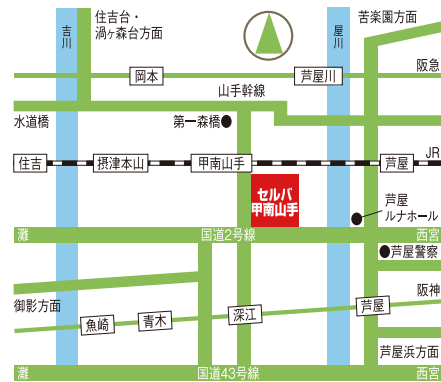 住吉台・
渦ヶ森台方面
苦楽園方面
吉川
屋川
岡本
芦屋川
阪急
山手幹線
水道橋
第一森橋
JR
住吉
摂津本山
甲南山手
芦屋
セルバ
甲南山手
芦屋
ルナホール
灘
国道2号線
西宮
芦屋警察
御影方面
阪神
魚崎
青木
深江
芦屋
芦屋浜方面
灘
国道43号線
西宮